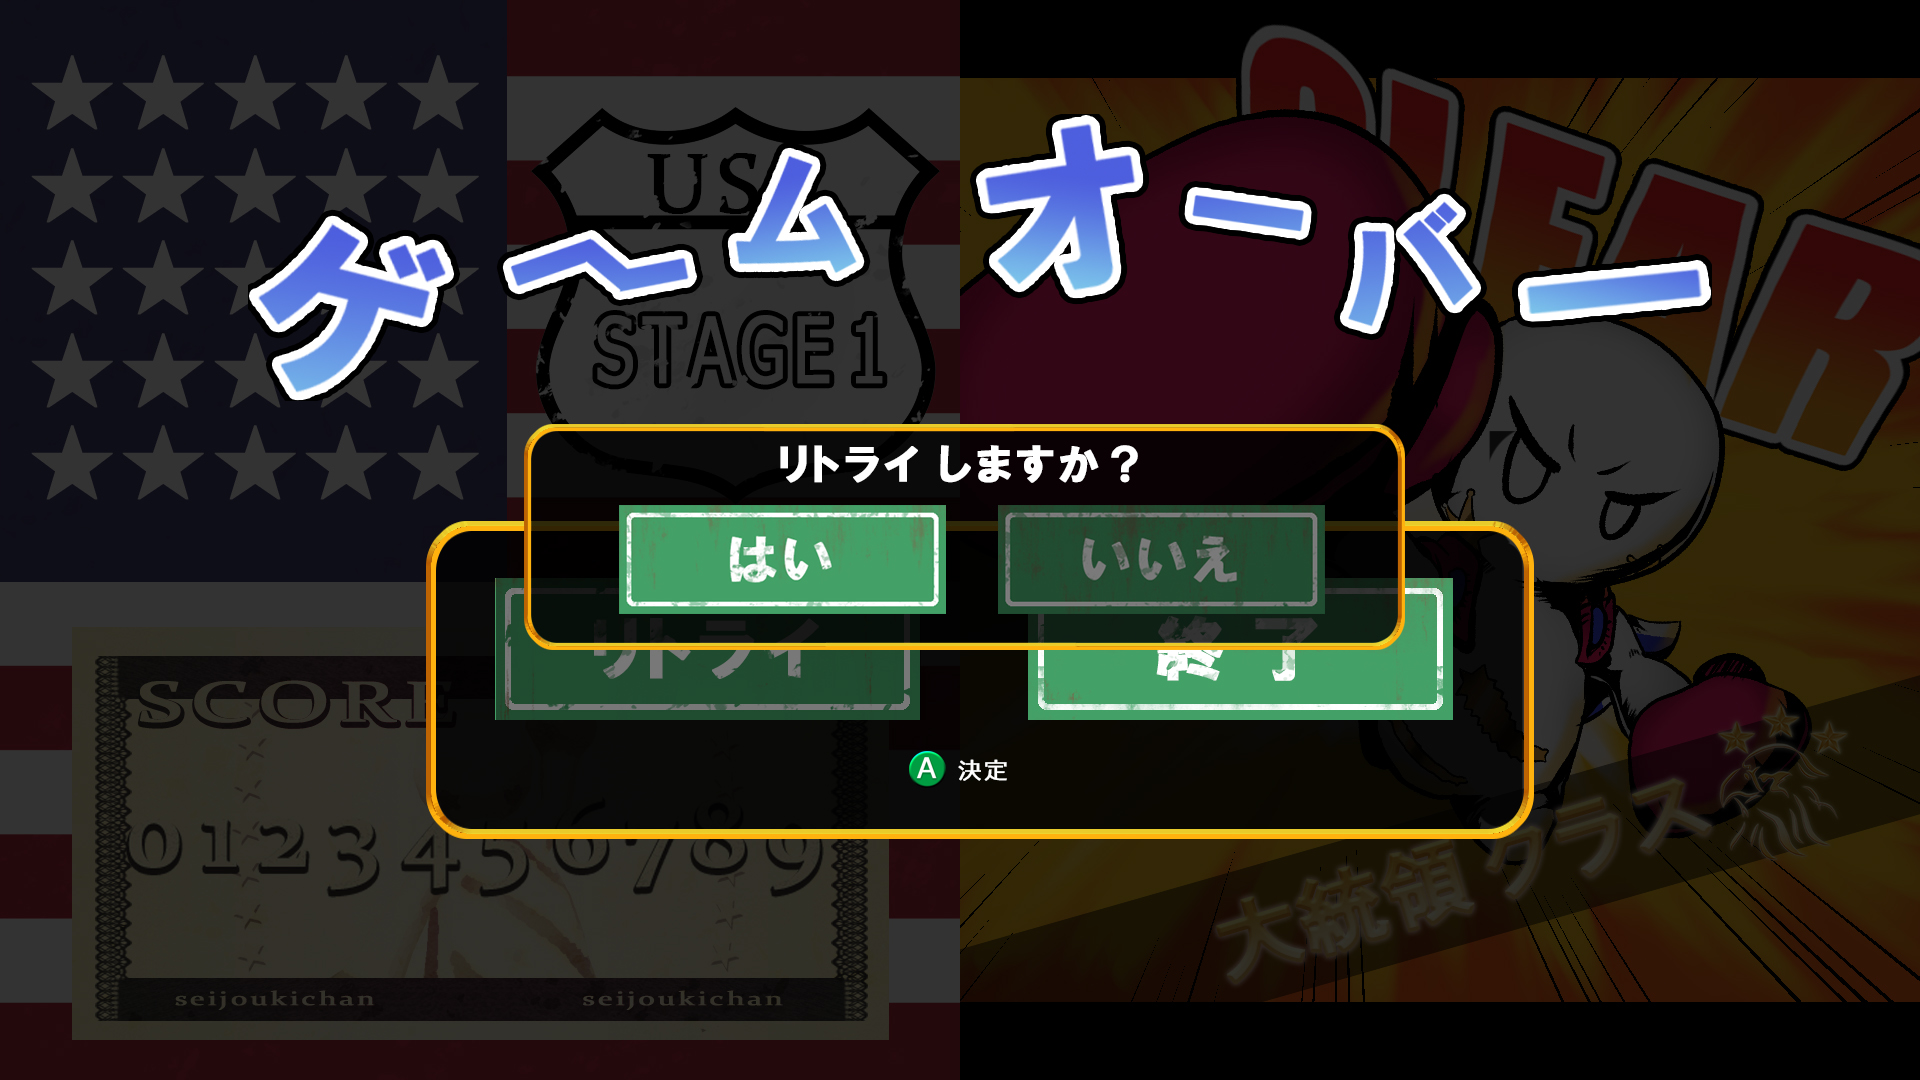 ゲーム オーバー
USA
STAGE 1
CLEAR
リトライ しますか？
はい
いいえ
リトライ
終了
SCORE
A 決定
0123456789
大統領 クラス
seijoukichan
seijoukichan